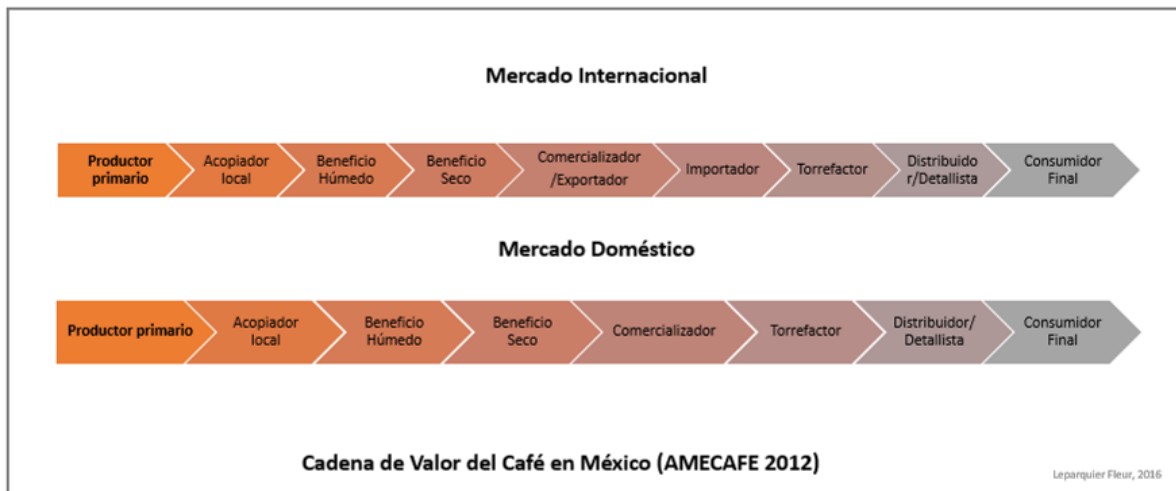 Mercado Internacional
Productor
primario
Acopiador
local
Beneficio
Húmedo
Beneficio
Seco
Comercializador
/Exportador
Importador
Torrefactor
Distribuido
r/Detallista
Consumidor
Final
Mercado Doméstico
Productor primario
Acopiador
local
Beneficio
Húmedo
Beneficio
Seco
Comercializador
Torrefactor
Distribuidor/
Detallista
Consumidor
Final
Cadena de Valor del Café en México (AMECAFE 2012)
Leparquier Fleur, 2016